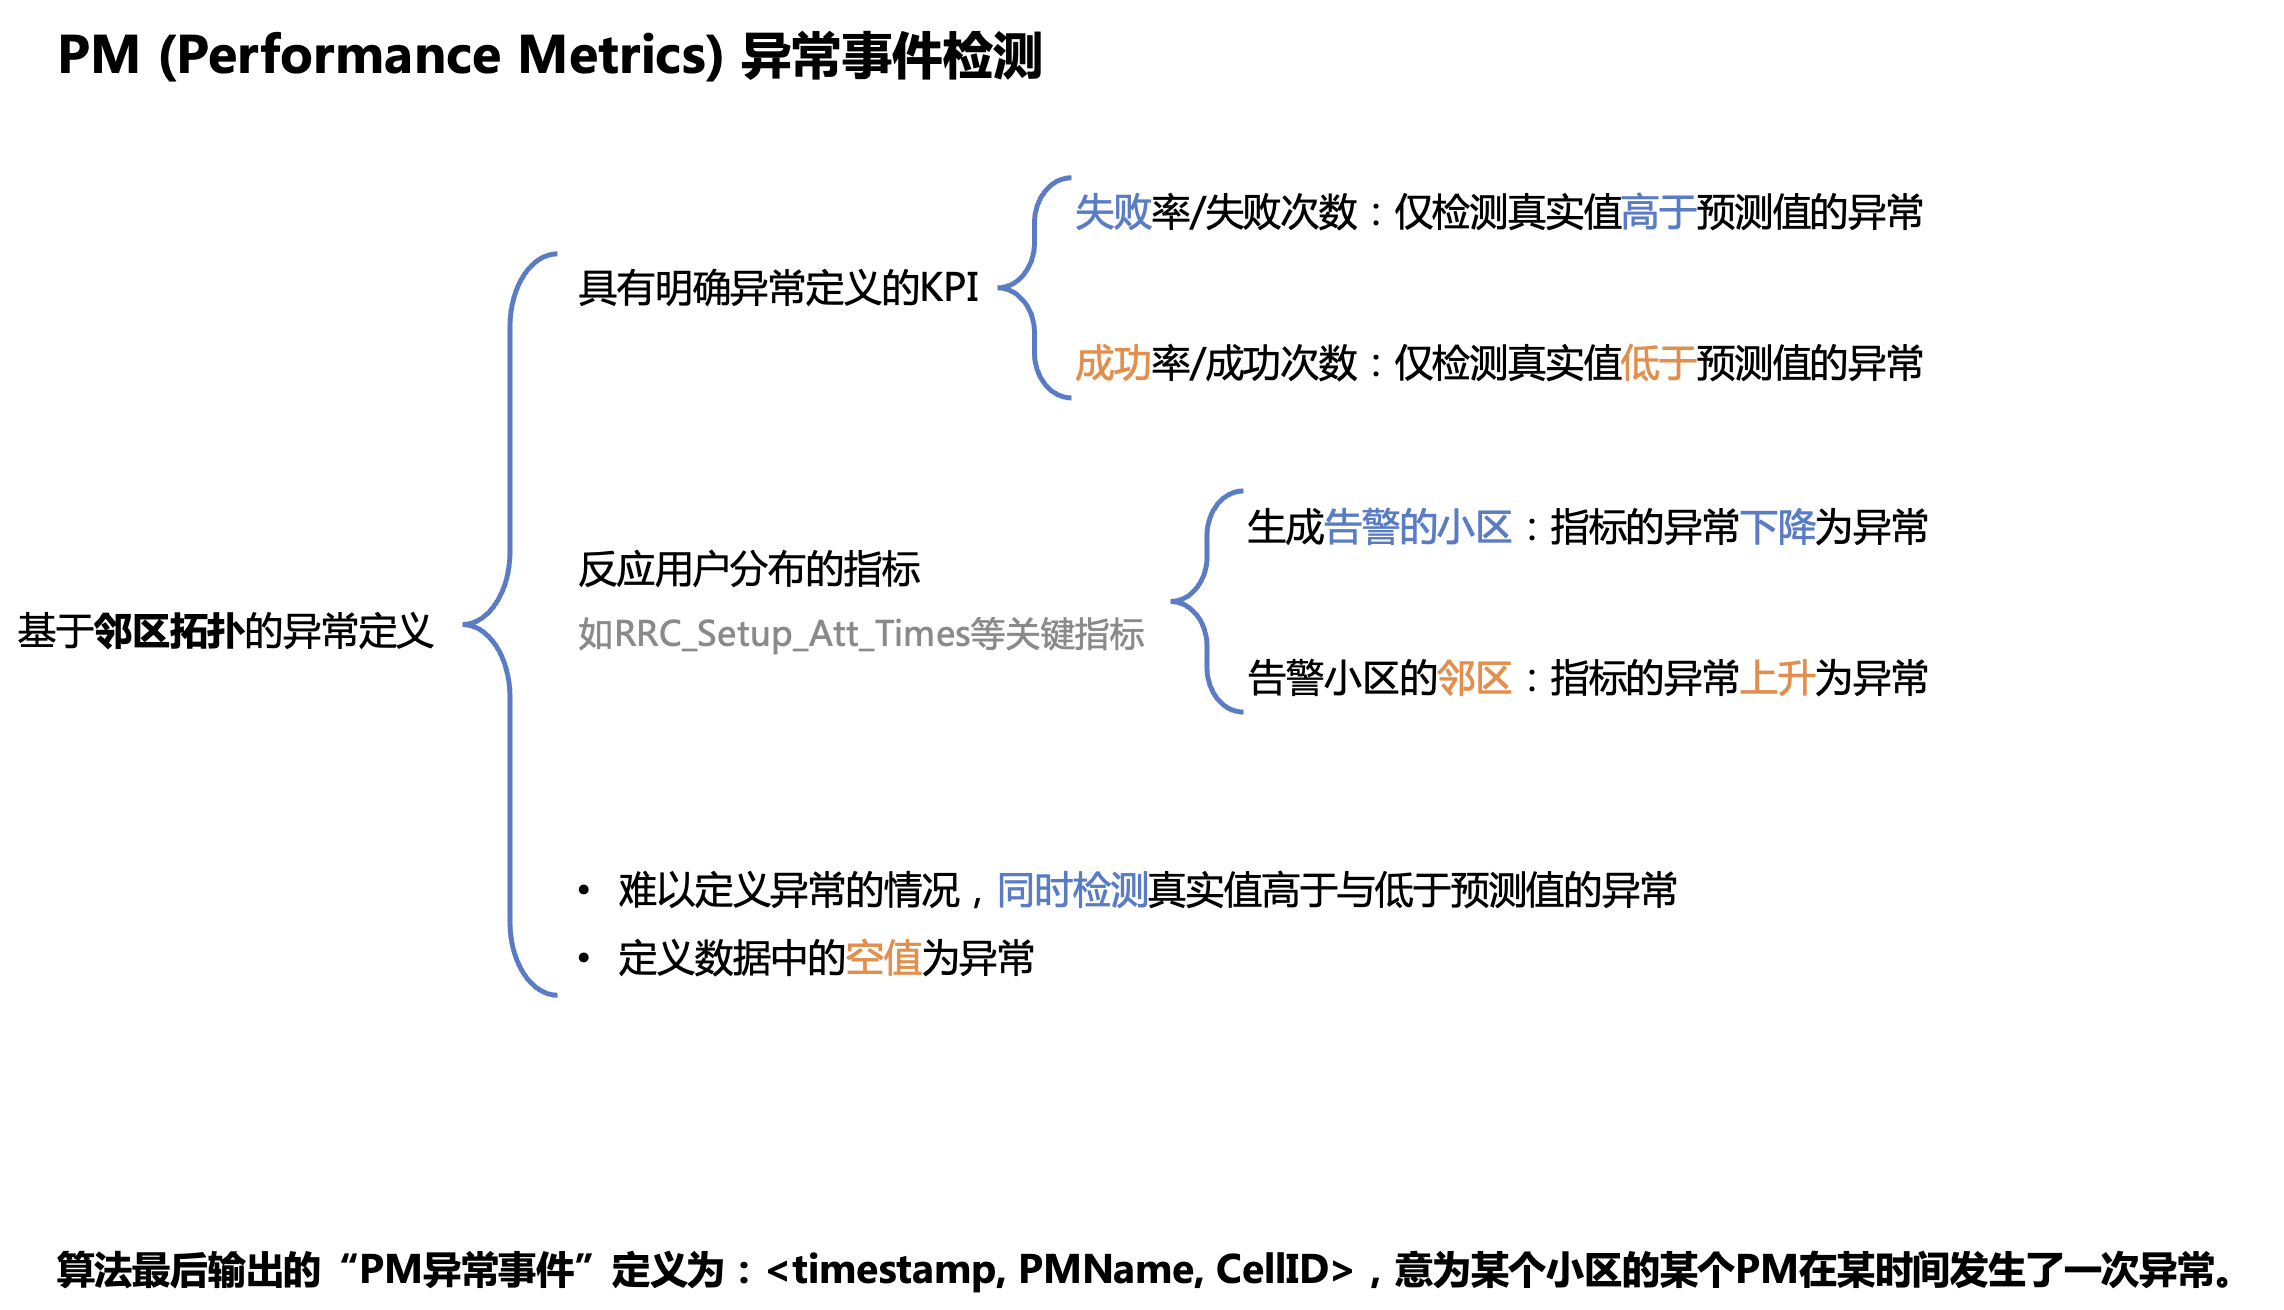 PM (Performance Metrics) 异常事件检测
失败率/失败次数：仅检测真实值高于预测值的异常
具有明确异常定义的KPI
成功率/成功次数：仅检测真实值低于预测值的异常
生成告警的小区：指标的异常下降为异常
反应用户分布的指标
如RRC_Setup_Att_Times等关键指标
基于邻区拓扑的异常定义
告警小区的邻区：指标的异常上升为异常
• 难以定义异常的情况，同时检测真实值高于与低于预测值的异常
• 定义数据中的空值为异常
算法最后输出的“PM异常事件”定义为：<timestamp, PMName, CellID>，意为某个小区的某个PM在某时间发生了一次异常。